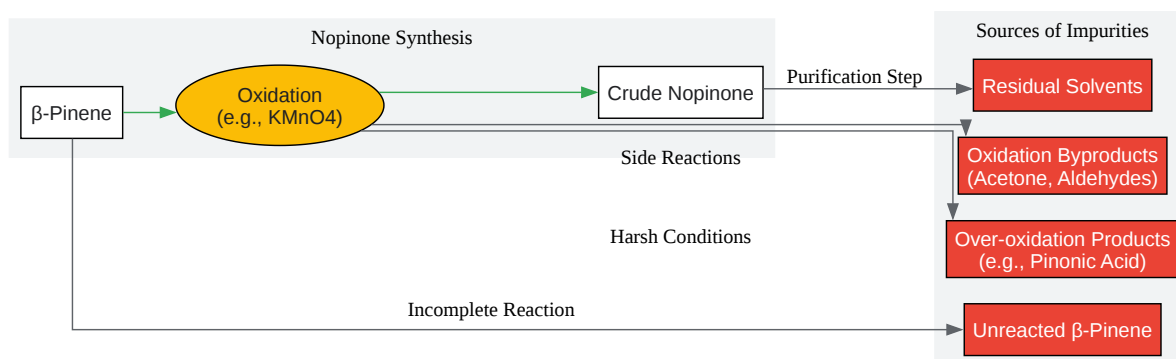 Nopinone Synthesis
Sources of Impurities
β-Pinene
Oxidation
(e.g., KMnO4)
Crude Nopinone
Purification Step
Residual Solvents
Side Reactions
Oxidation Byproducts
(Acetone, Aldehydes)
Harsh Conditions
Over-oxidation Products
(e.g., Pinonic Acid)
Incomplete Reaction
Unreacted β-Pinene